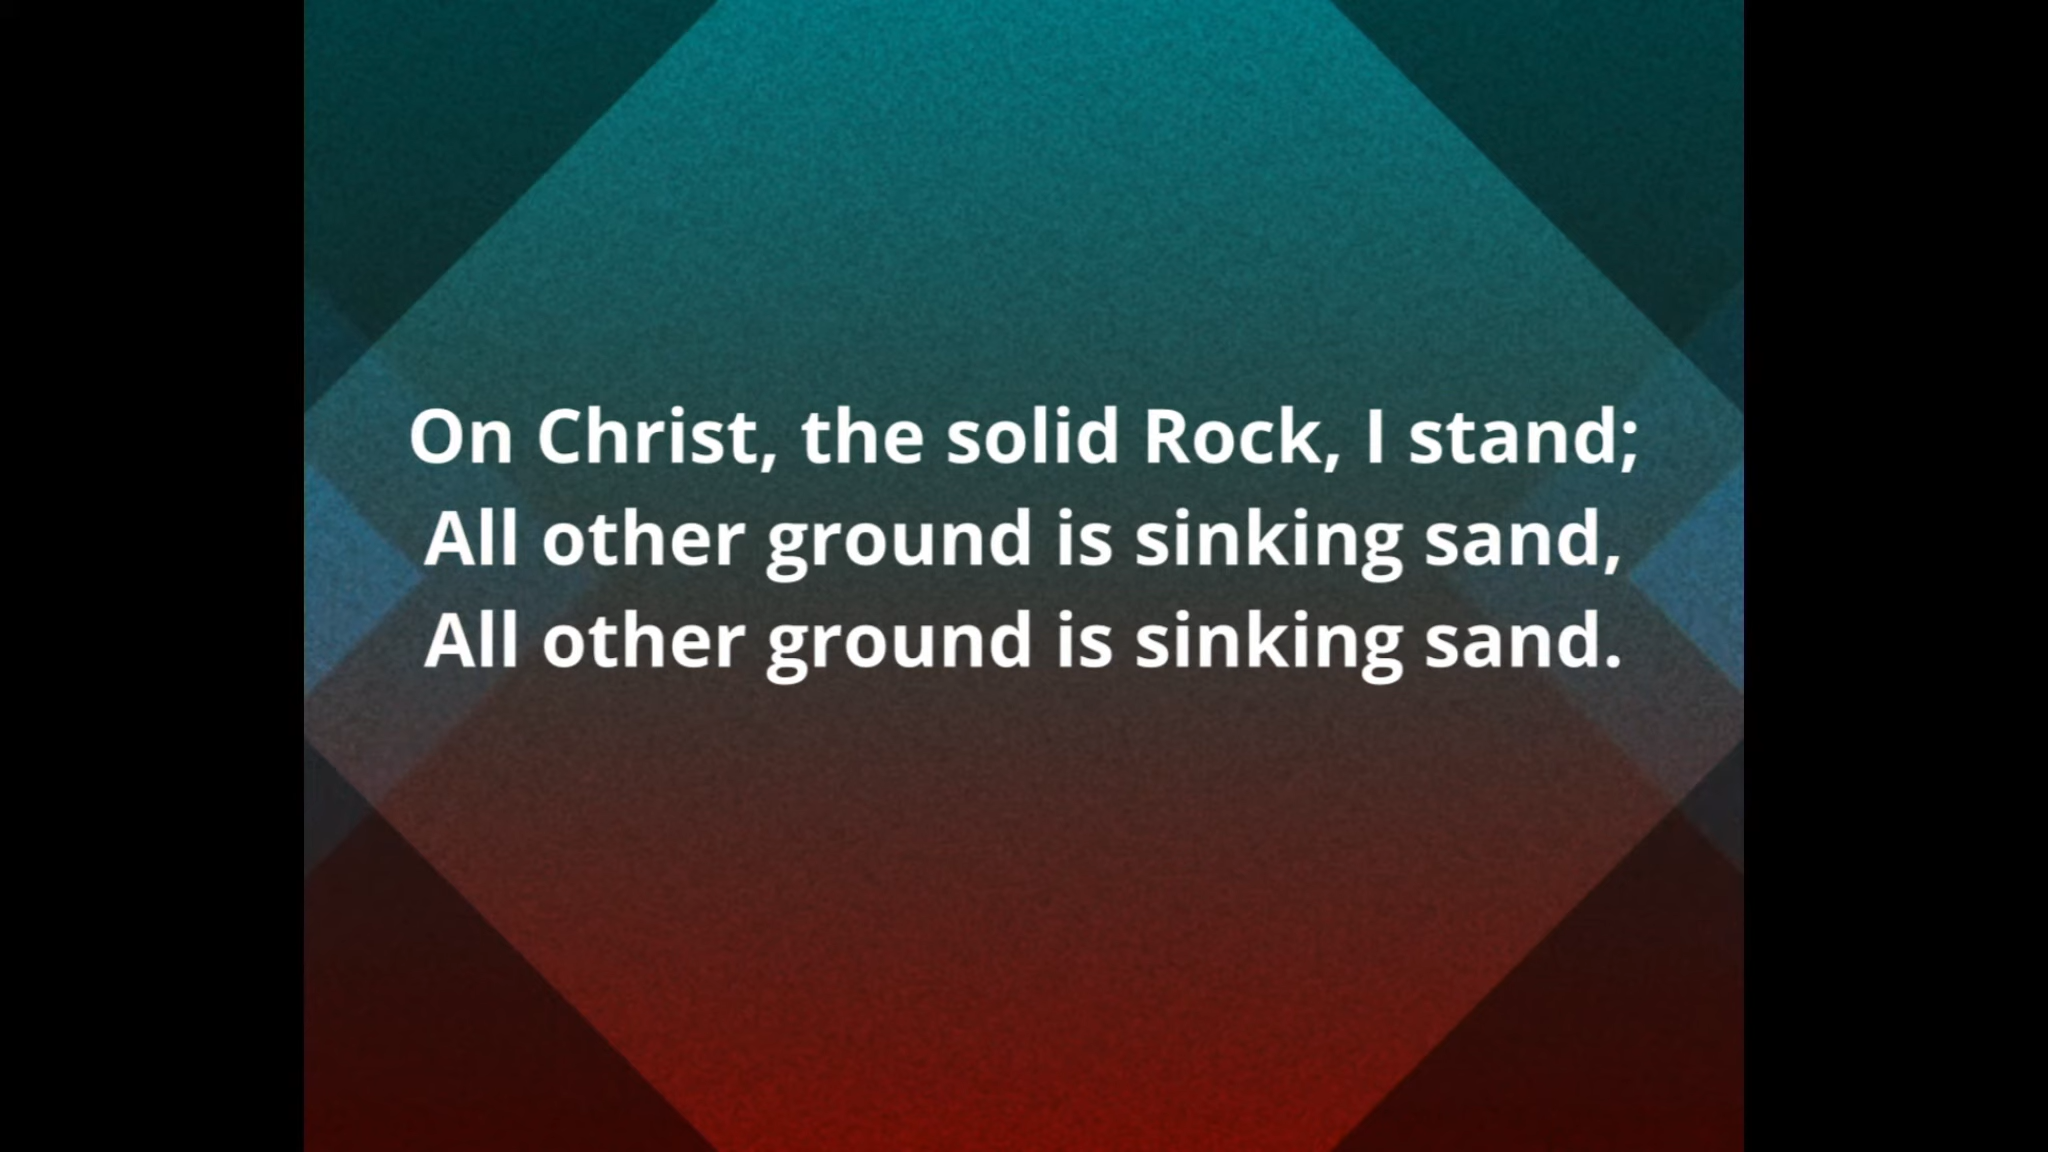 On Christ, the solid Rock, I stand;
All other ground is sinking sand,
All other ground is sinking sand.